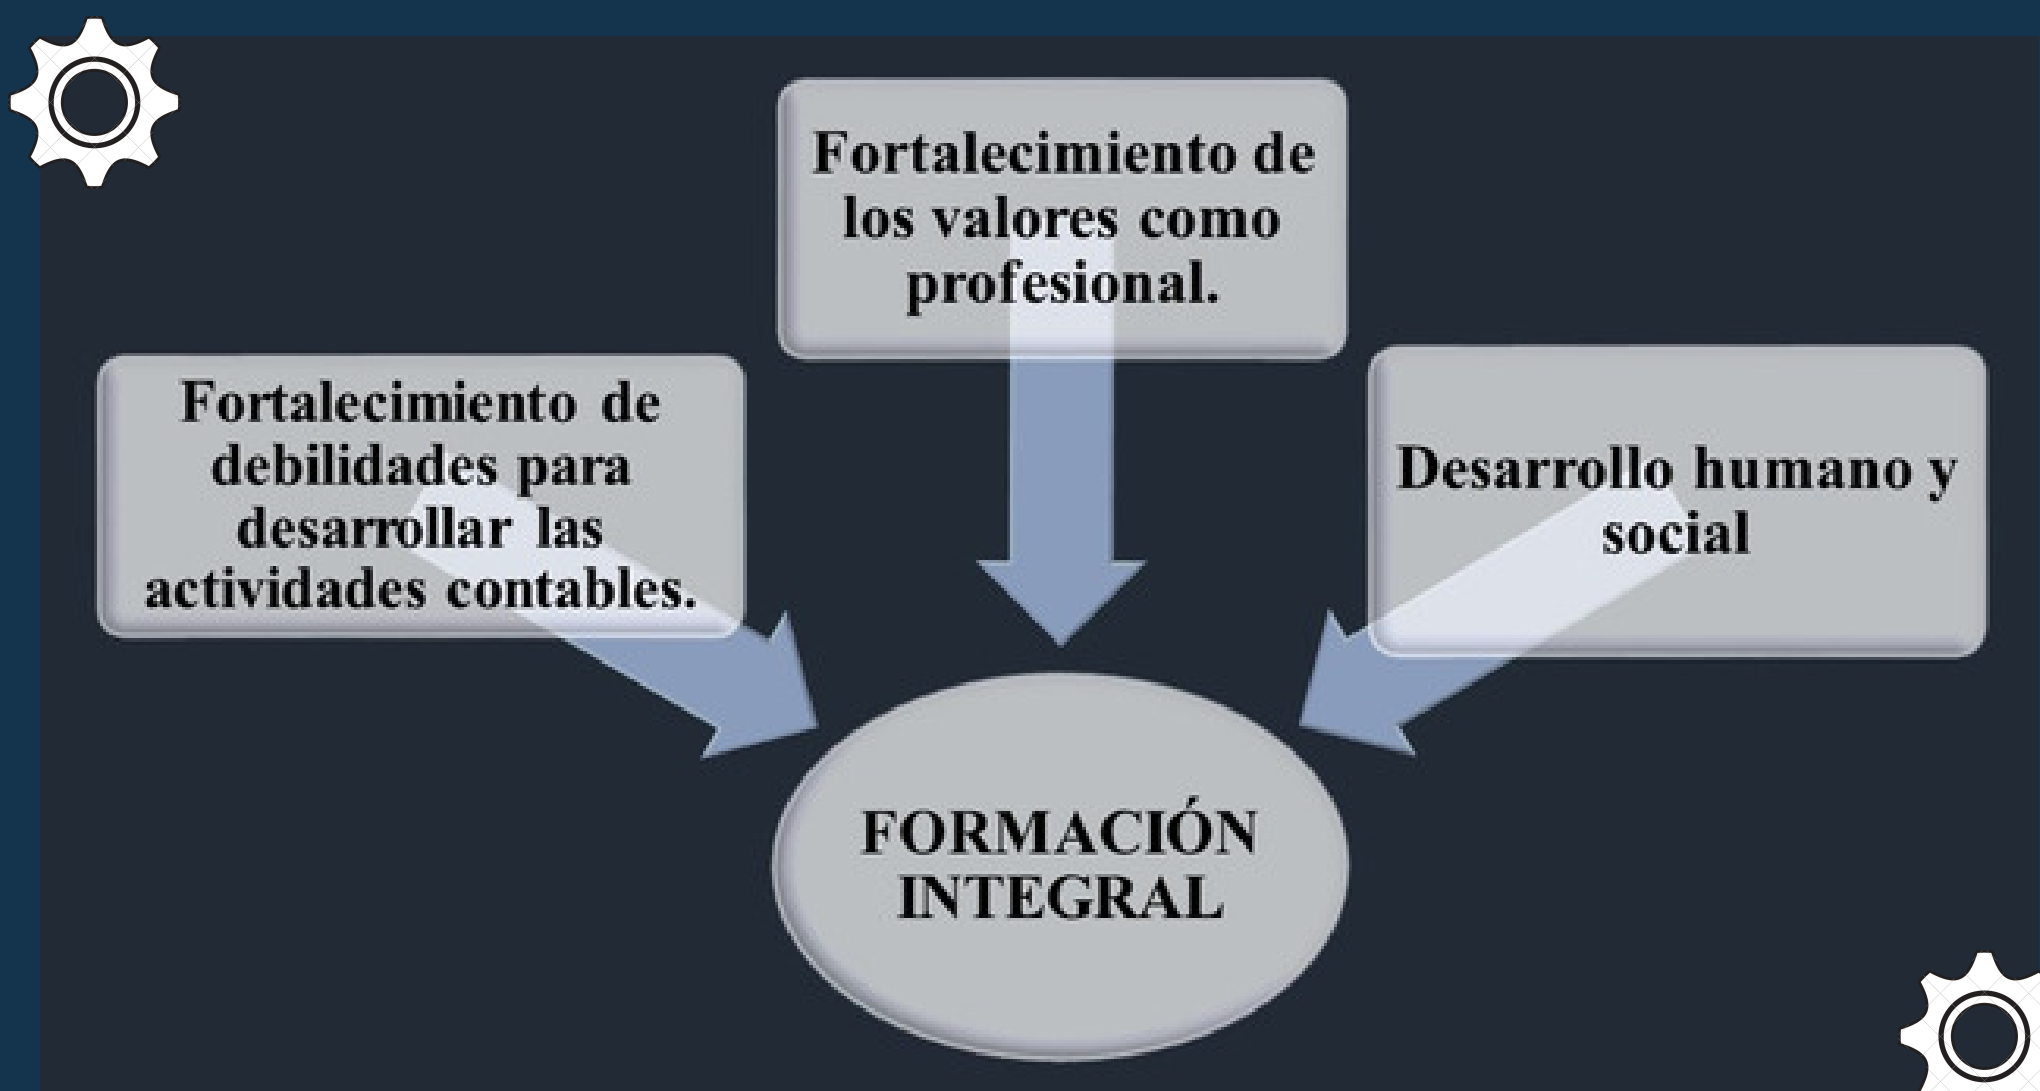 Fortalecimiento de
los valores como
profesional.
Fortalecimiento de
debilidades para
desarrollar las
actividades contables.
Desarrollo humano y
social
FORMACIÓN
INTEGRAL